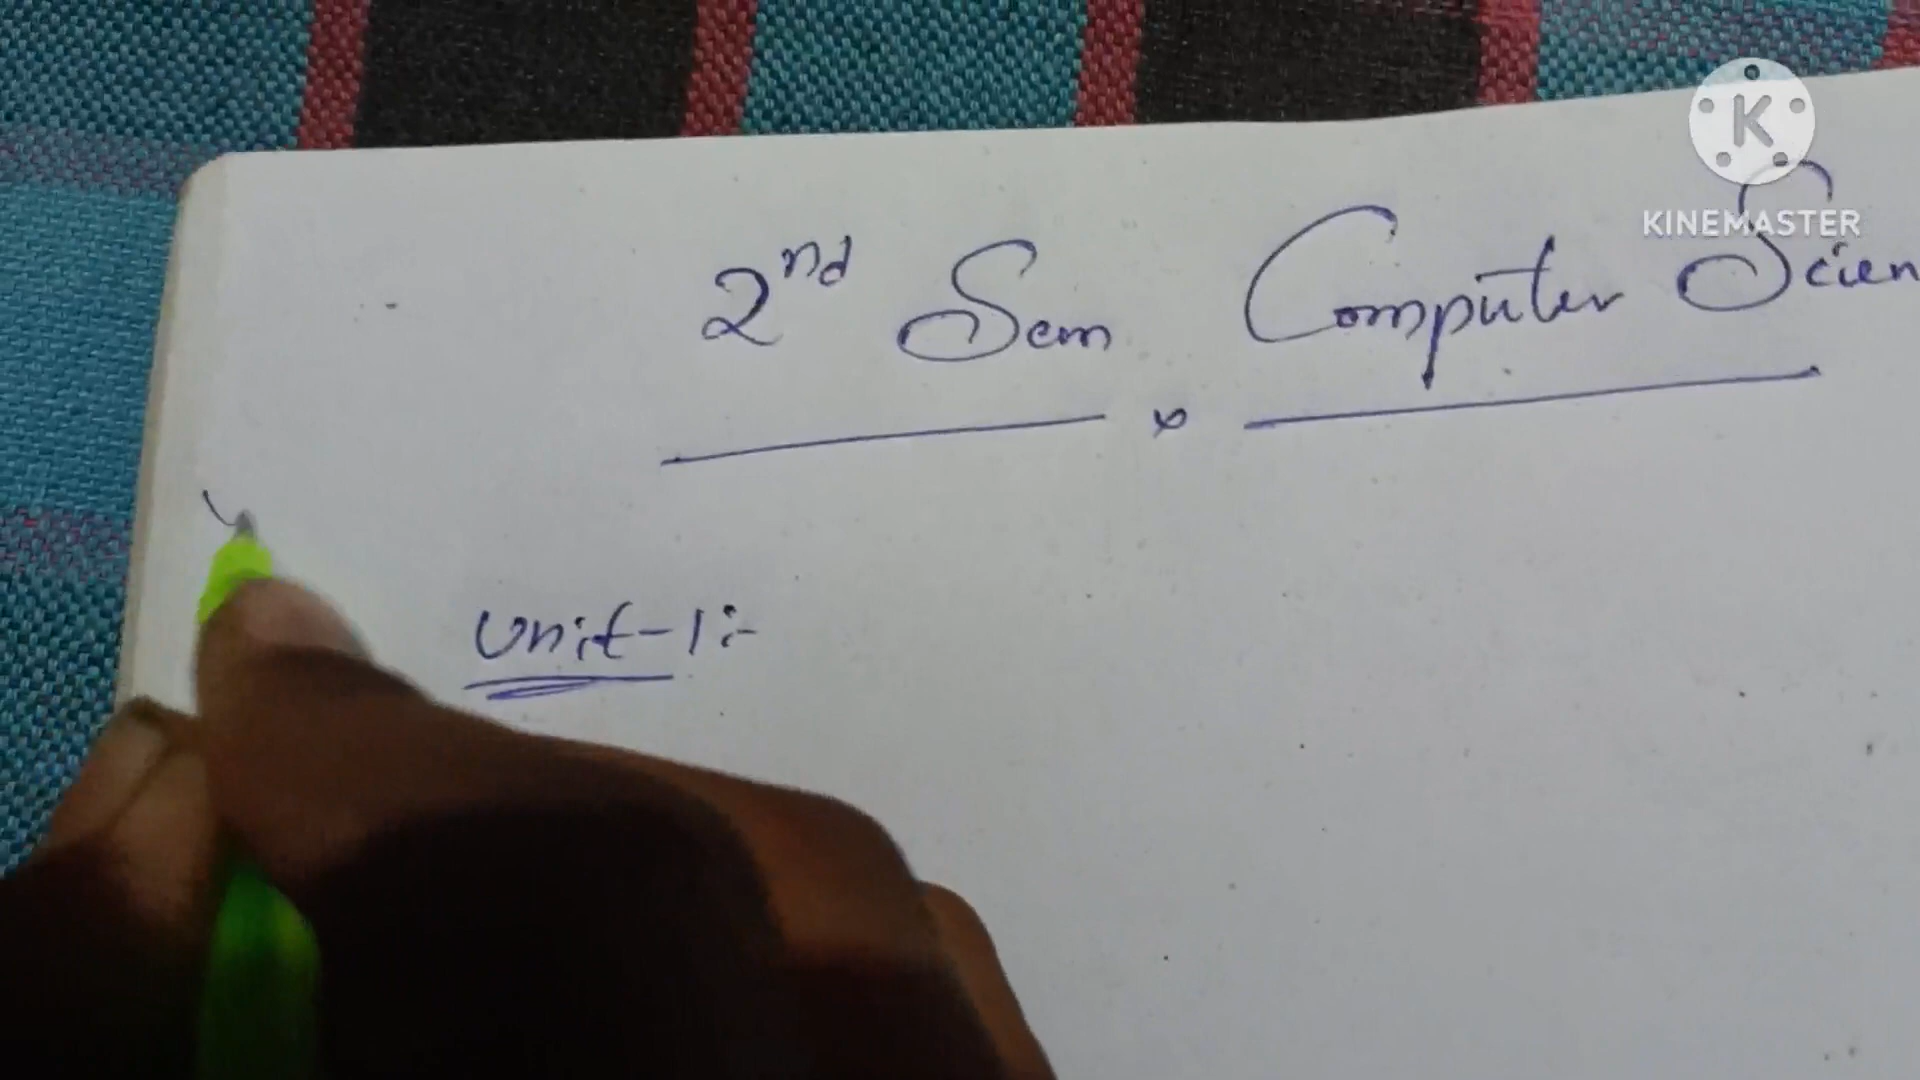 K
KINEMASTER
2nd Sem Computer Scien
x
Unit-1:-